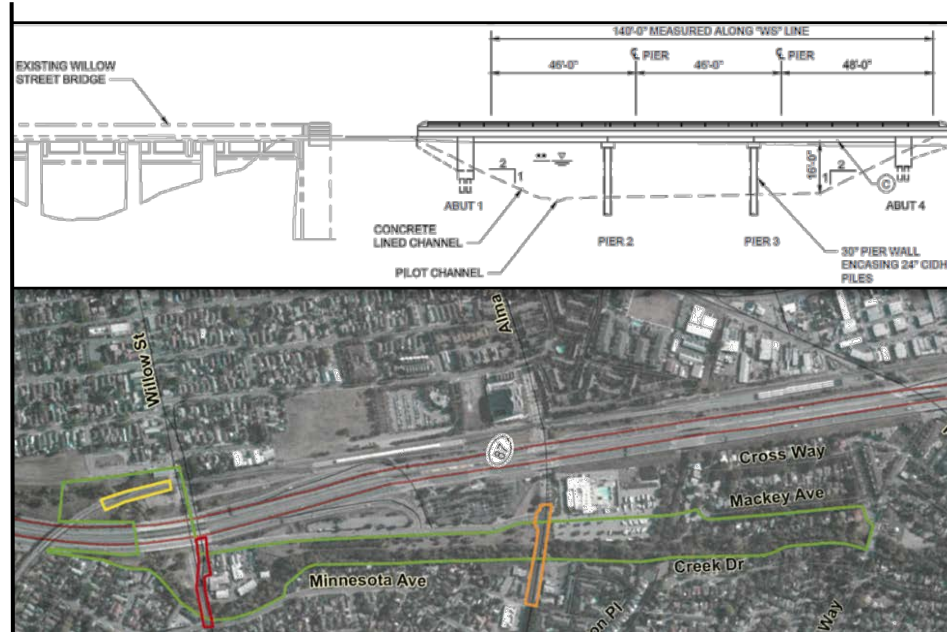 140'-0" MEASURED ALONG "WS" LINE
℄ PIER
℄ PIER
46'-0"
46'-0"
48'-0"
EXISTING WILLOW
STREET BRIDGE
**
2
1
16'-0"
2
1
C
ABUT 1
ABUT 4
CONCRETE
LINED CHANNEL
PIER 2
PIER 3
PILOT CHANNEL
30" PIER WALL
ENCASING 24" CIDH
PILES
Willow St
Alma
87
Cross Way
Mackey Ave
Minnesota Ave
Creek Dr
on Pl
Way